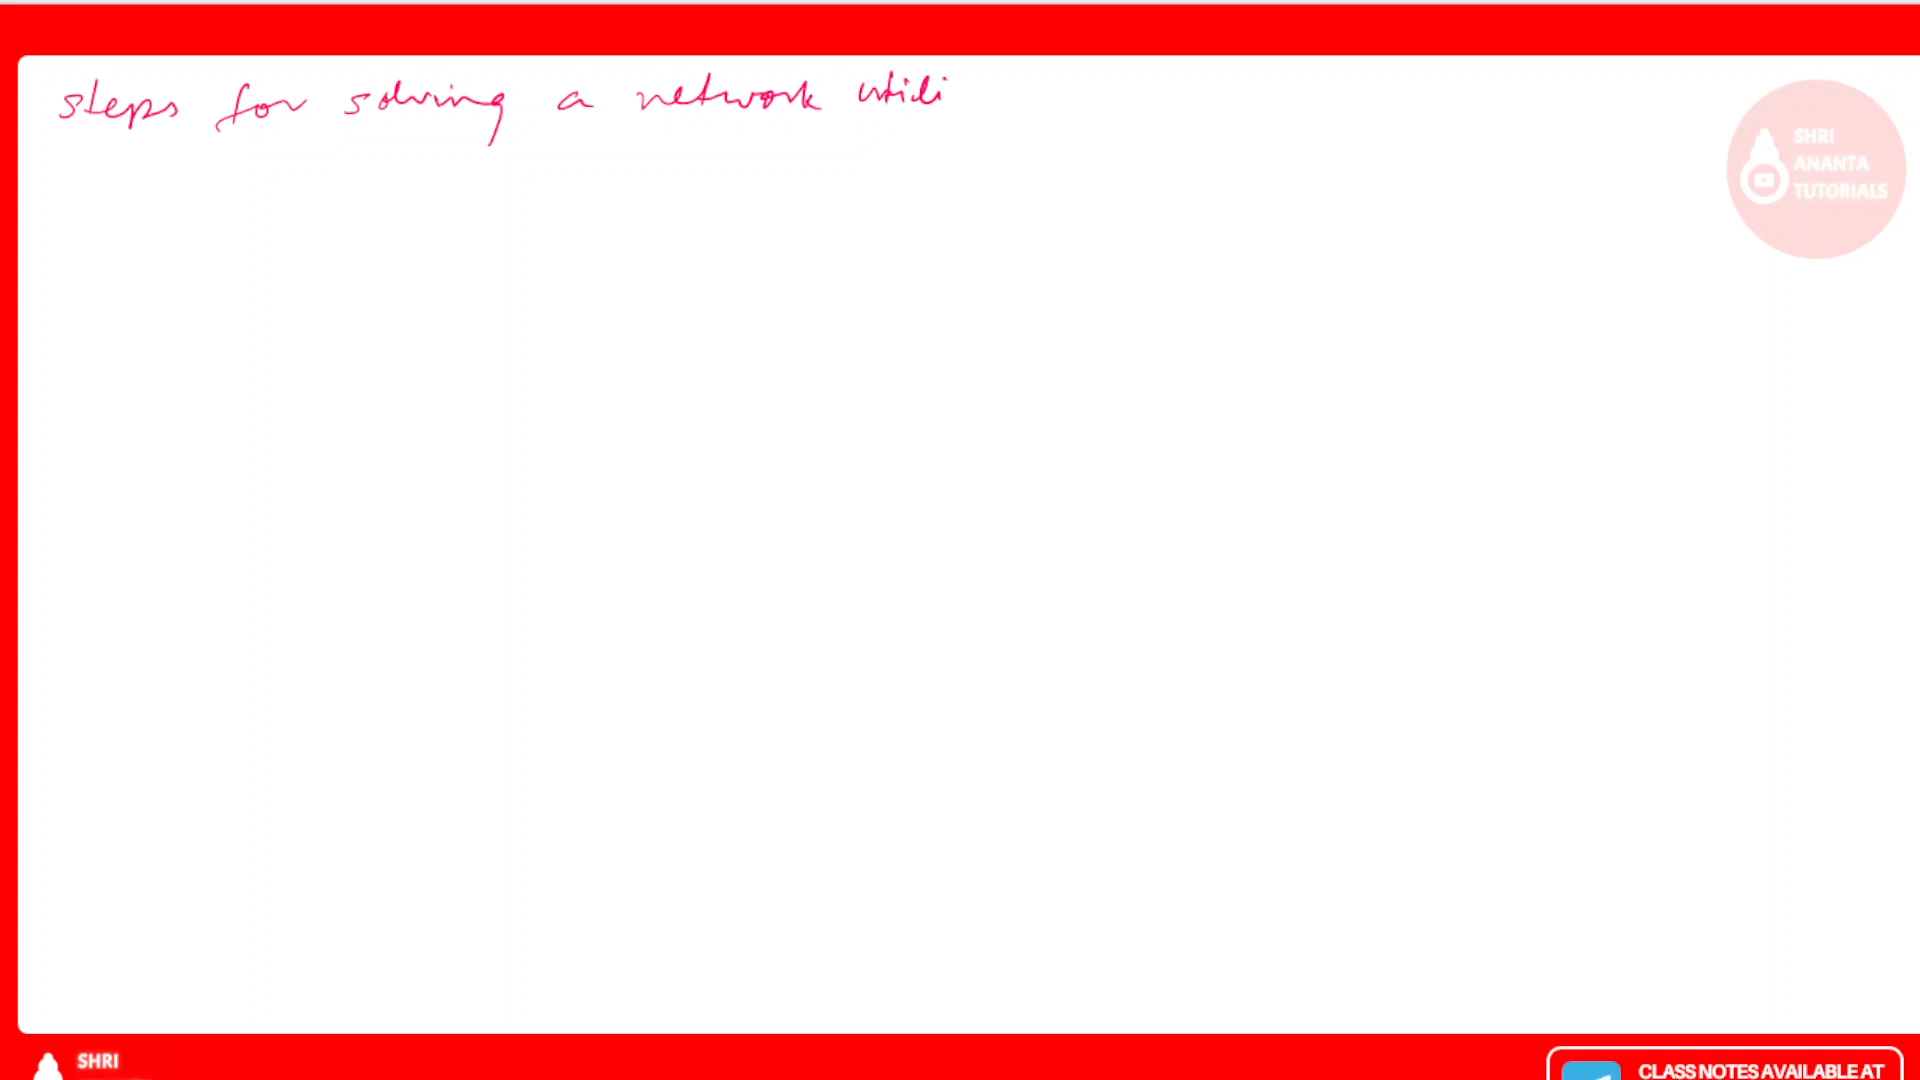 steps for solving a network utili
SHRI
ANANTA
TUTORIALS
SHRI
CLASS NOTES AVAILABLE AT